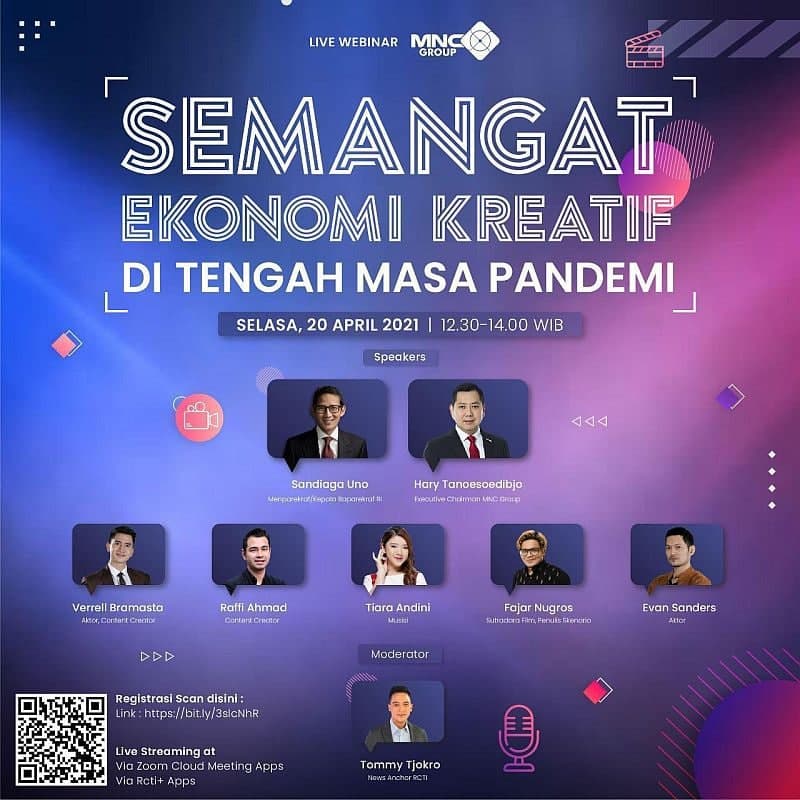 LIVE WEBINAR MNC GROUP
SEMANGAT
EKONOMI KREATIF
DI TENGAH MASA PANDEMI
SELASA, 20 APRIL 2021 | 12.30-14.00 WIB
Speakers
Sandiaga Uno
Menparekraf/Kepala Baparekraf RI
Hary Tanoesoedibjo
Executive Chairman MNC Group
Verrell Bramasta
Aktor, Content Creator
Raffi Ahmad
Content Creator
Tiara Andini
Musisi
Fajar Nugros
Sutradara Film, Penulis Skenario
Evan Sanders
Aktor
Moderator
Tommy Tjokro
News Anchor RCTI
Registrasi Scan disini :
Link : https://bit.ly/3slcNhR
Live Streaming at
Via Zoom Cloud Meeting Apps
Via Rcti+ Apps